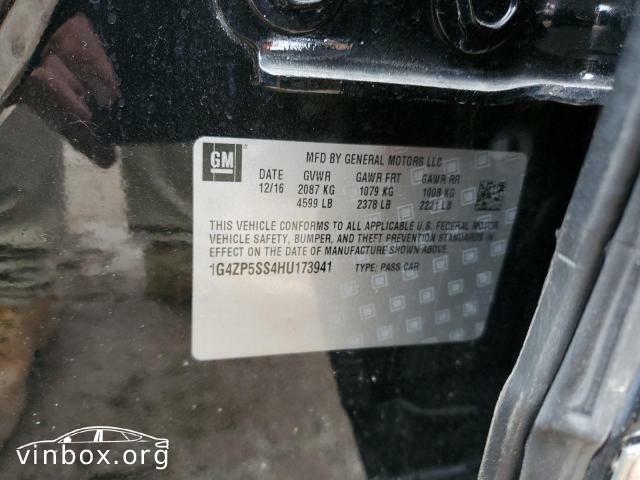 GM
MFD BY GENERAL MOTORS LLC
DATE GVWR GAWR FRT GAWR RR
12/16 2087 KG 1079 KG 1008 KG
4599 LB 2378 LB 2221 LB
THIS VEHICLE CONFORMS TO ALL APPLICABLE U.S. FEDERAL MOTOR
VEHICLE SAFETY, BUMPER, AND THEFT PREVENTION STANDARDS IN
EFFECT ON THE DATE OF MANUFACTURE SHOWN ABOVE.
1G4ZP5SS4HU173941 TYPE: PASS CAR
vinbox.org